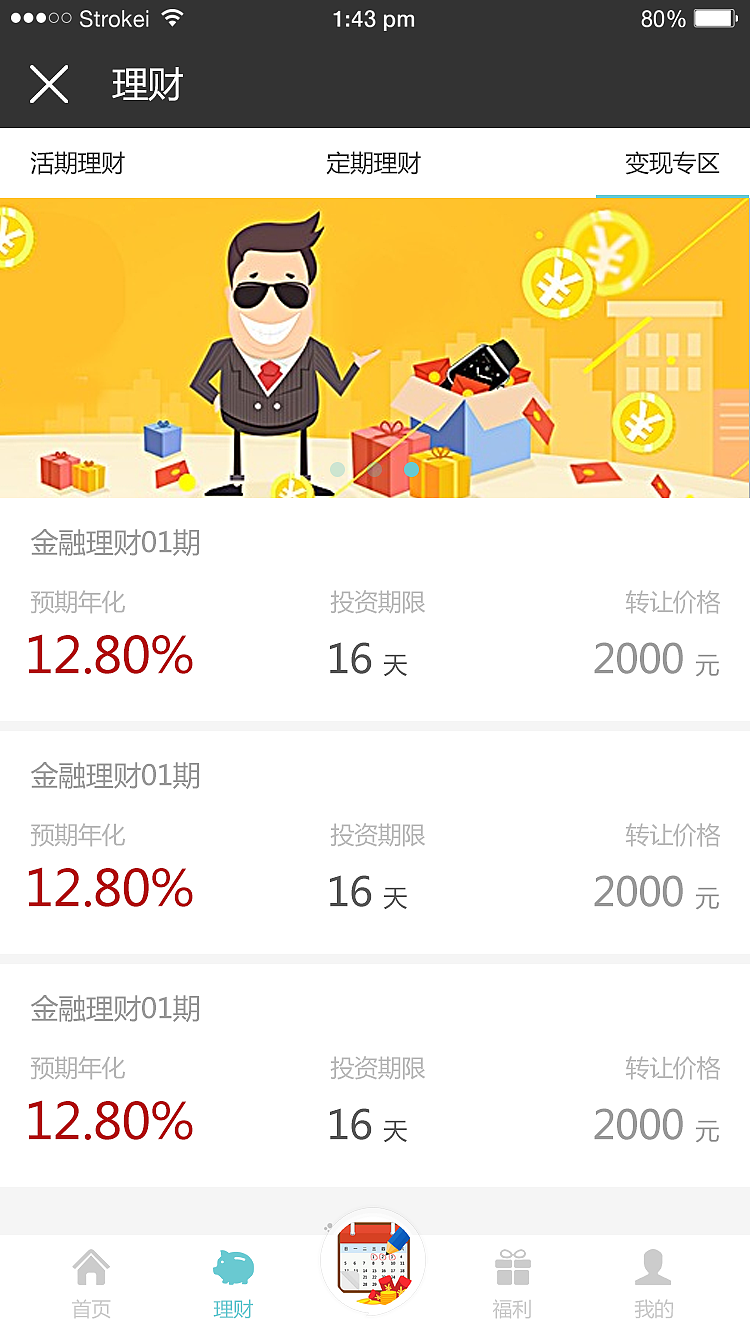 Strokei 1:43 pm 80%
理财
活期理财 定期理财 变现专区
金融理财01期
预期年化 投资期限 转让价格
12.80% 16 天 2000 元
金融理财01期
预期年化 投资期限 转让价格
12.80% 16 天 2000 元
金融理财01期
预期年化 投资期限 转让价格
12.80% 16 天 2000 元
首页 理财 福利 我的